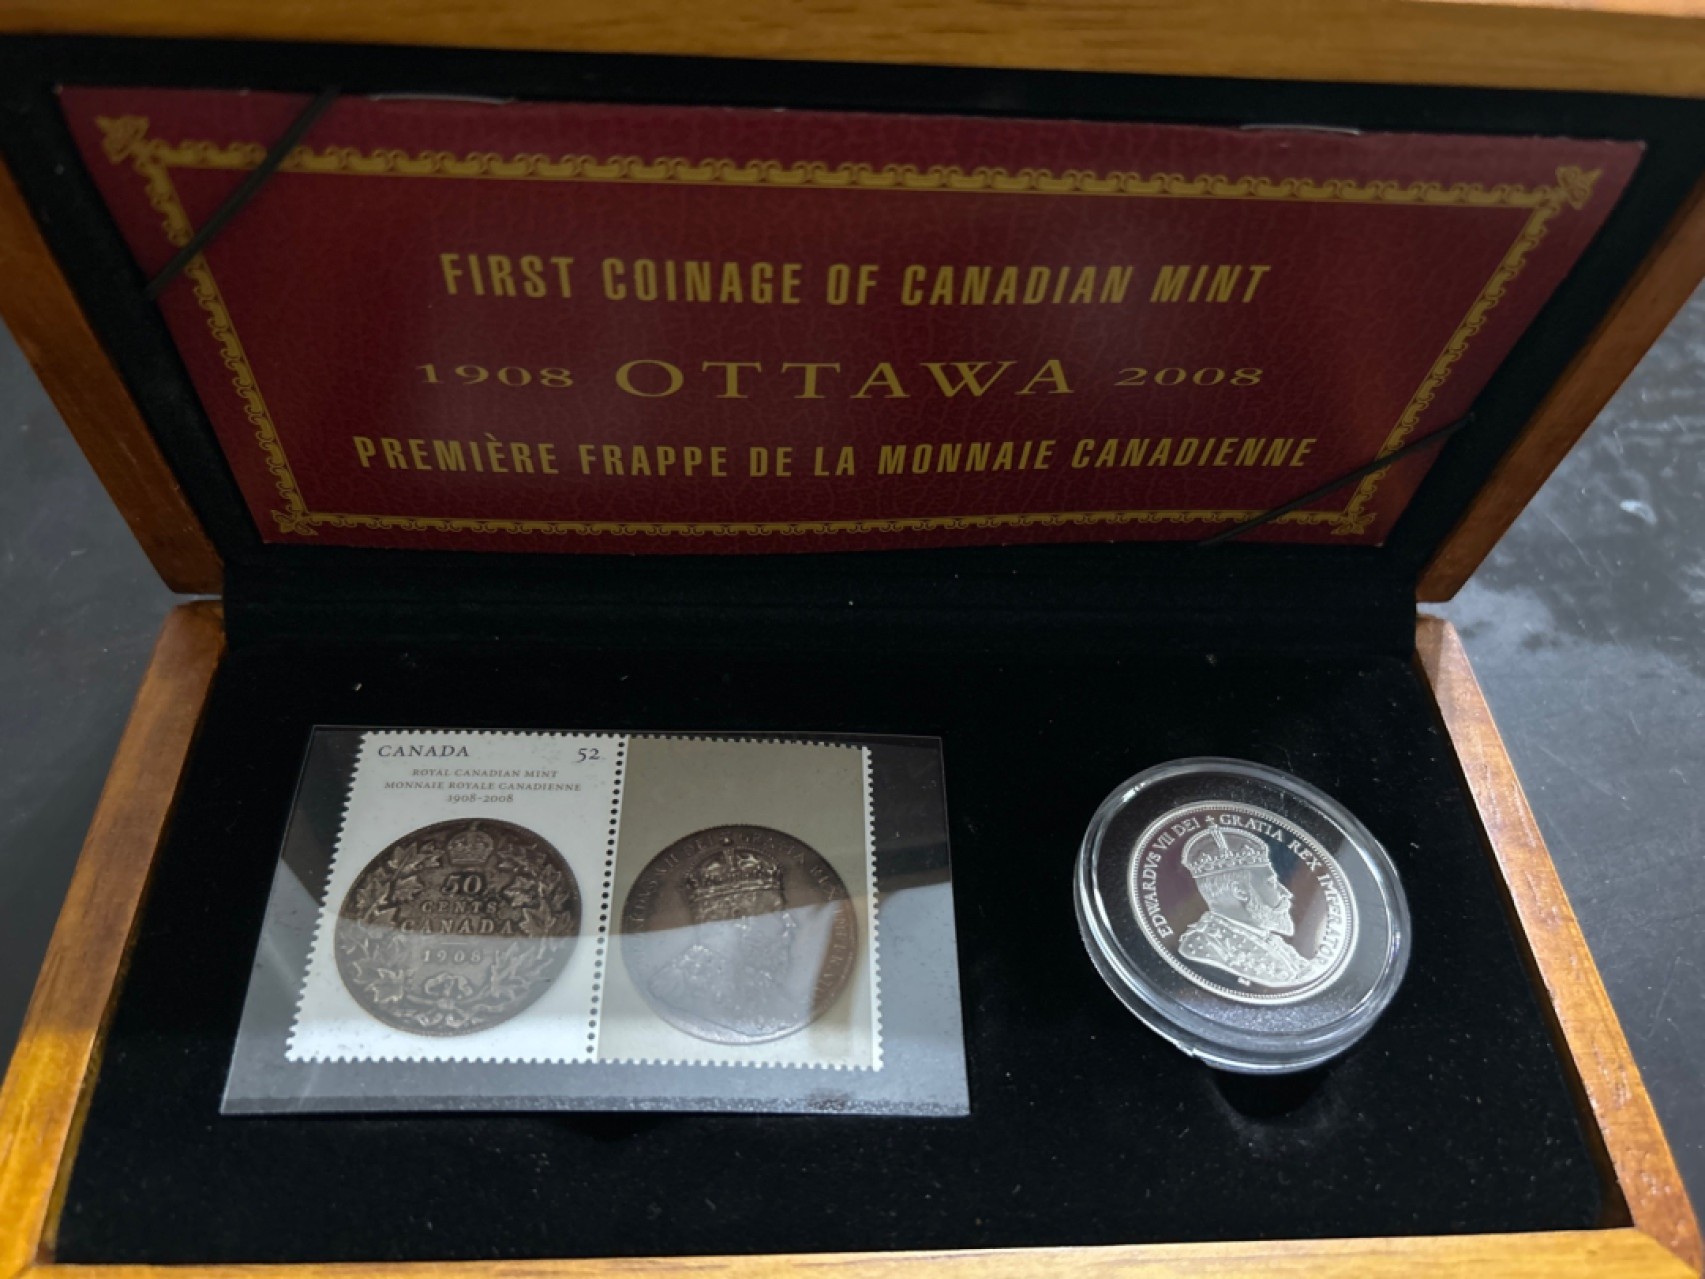 FIRST COINAGE OF CANADIAN MINT
1908 OTTAWA 2008
PREMIÈRE FRAPPE DE LA MONNAIE CANADIENNE
CANADA 52
ROYAL CANADIAN MINT
MONNAIE ROYALE CANADIENNE
1908-2008
50
CENTS
CANADA
1908
EDWARDVS VII DEI GRATIA REX IMPERATOR